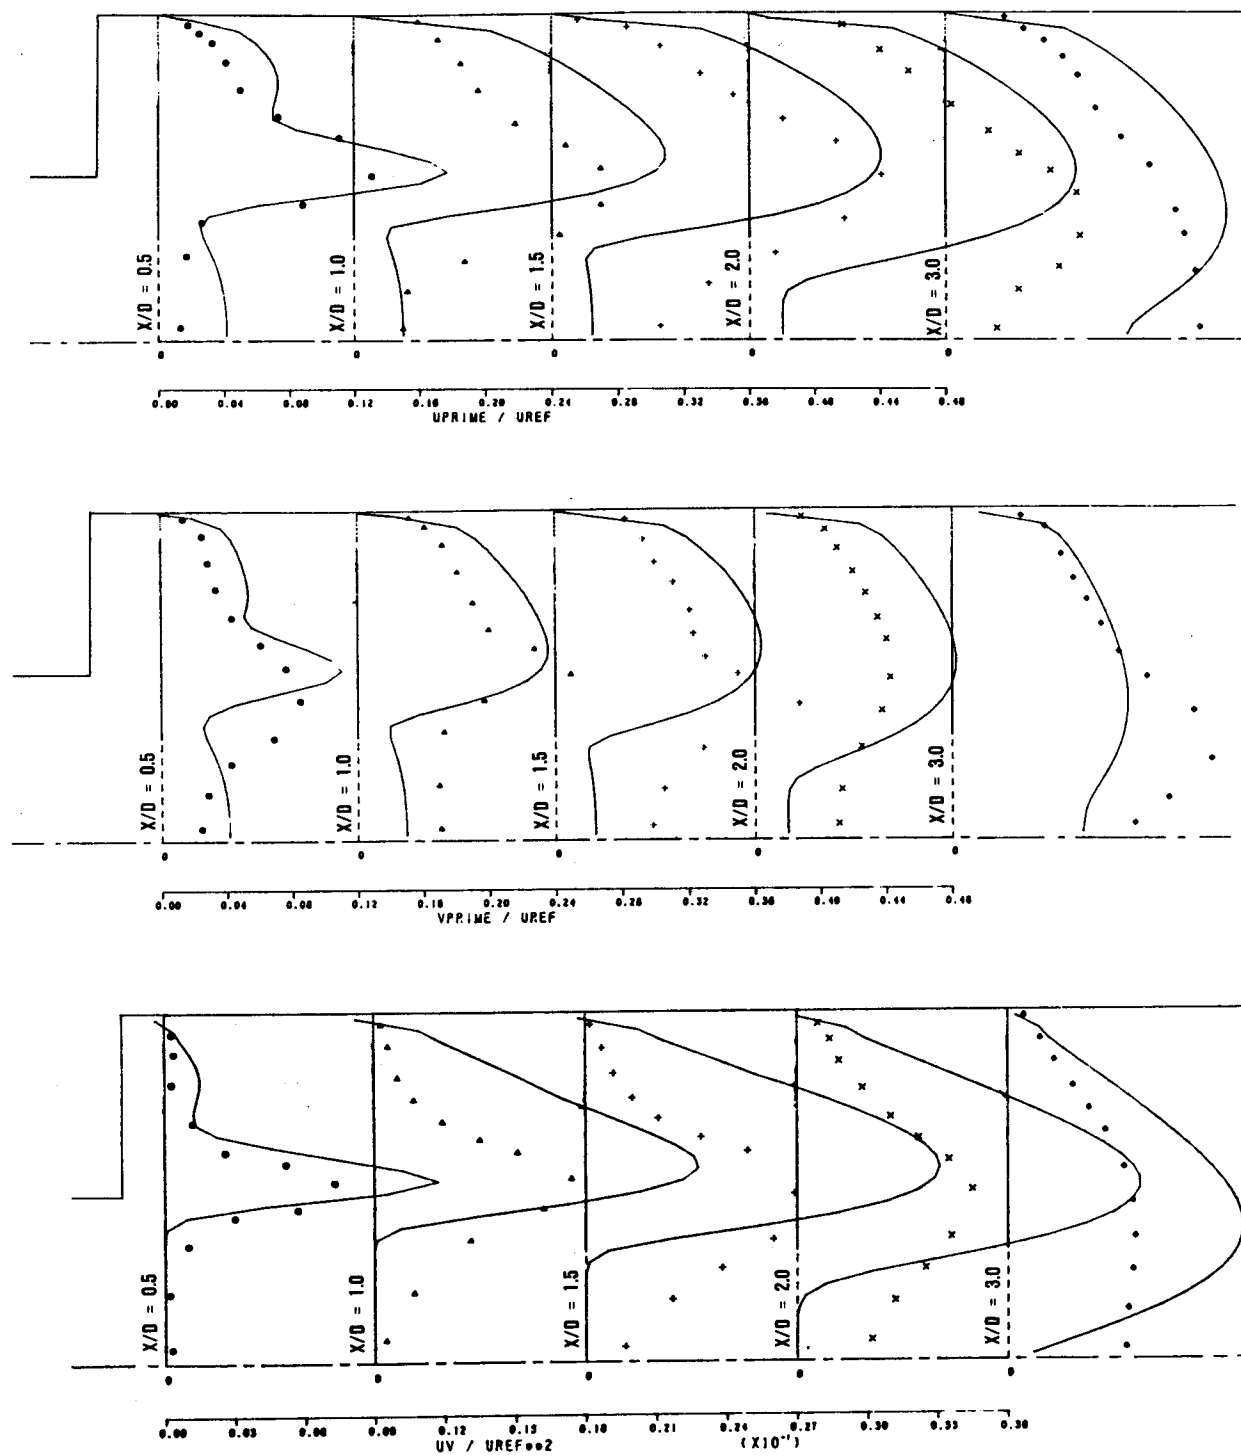 X/D = 0.5
X/D = 1.0
X/D = 1.5
X/D = 2.0
X/D = 3.0
0 0 0 0 0
0.00 0.04 0.08 0.12 0.16 0.20 0.24 0.28 0.32 0.36 0.40 0.44 0.48
UPRIME / UREF
X/D = 0.5
X/D = 1.0
X/D = 1.5
X/D = 2.0
X/D = 3.0
0 0 0 0 0
0.00 0.04 0.08 0.12 0.16 0.20 0.24 0.28 0.32 0.36 0.40 0.44 0.48
VPRIME / UREF
X/D = 0.5
X/D = 1.0
X/D = 1.5
X/D = 2.0
X/D = 3.0
0 0 0 0 0
0.00 0.03 0.06 0.09 0.12 0.15 0.18 0.21 0.24 0.27 0.30 0.33 0.36
UV / UREF**2 (X10⁻¹)